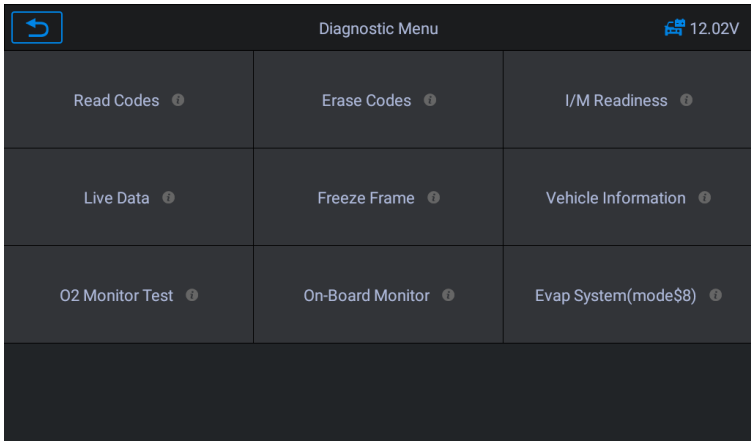 Diagnostic Menu 12.02V
Read Codes Erase Codes I/M Readiness
Live Data Freeze Frame Vehicle Information
O2 Monitor Test On-Board Monitor Evap System(mode$8)